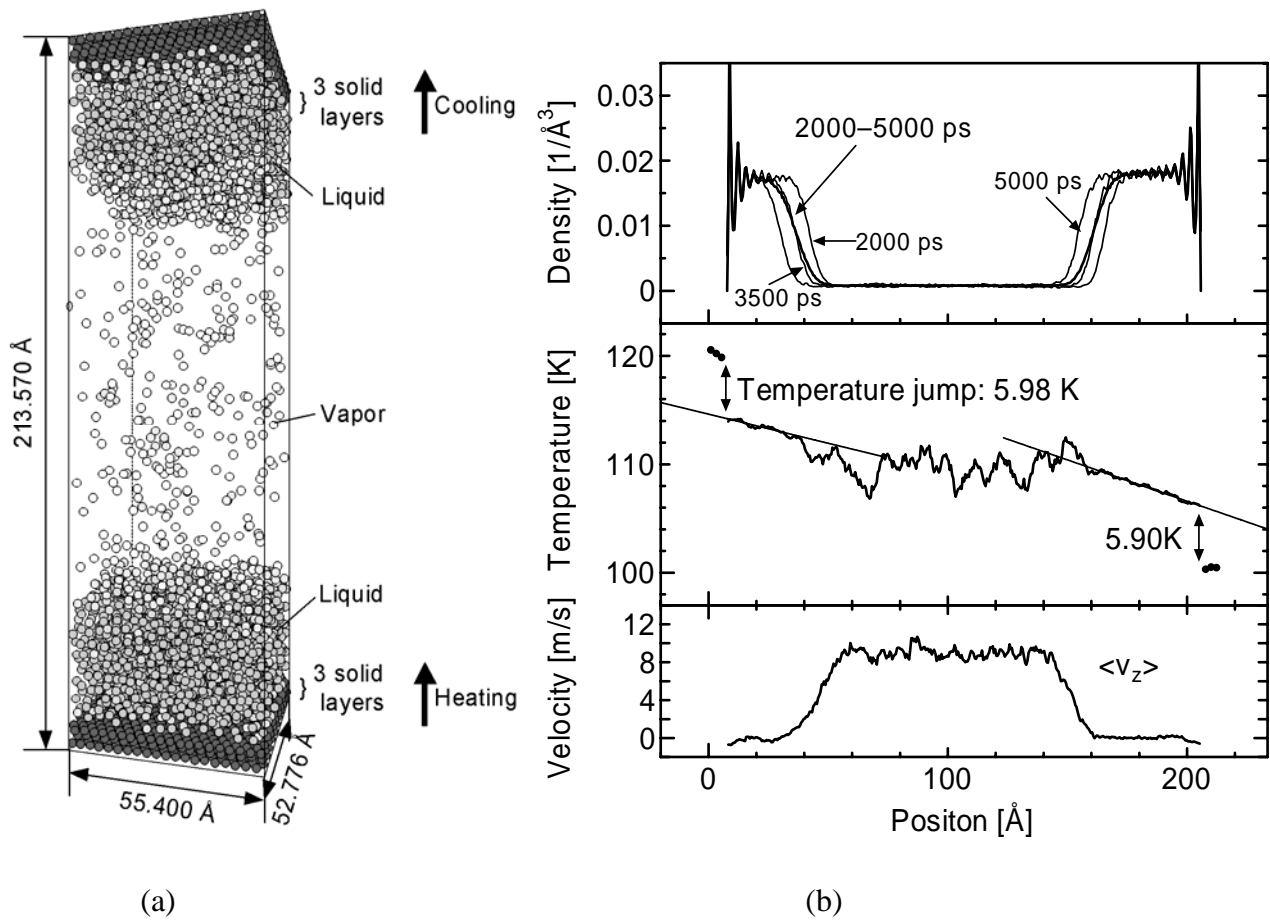 3 solid
layers
Cooling
Liquid
213.570 Å
Vapor
Liquid
3 solid
layers
Heating
55.400 Å
52.776 Å
(a)
Density [1/Å³]
0.03
0.02
0.01
0
2000–5000 ps
5000 ps
2000 ps
3500 ps
Temperature [K]
120
110
100
Temperature jump: 5.98 K
5.90K
Velocity [m/s]
12
8
4
0
<v_z>
0
100
200
Positon [Å]
(b)